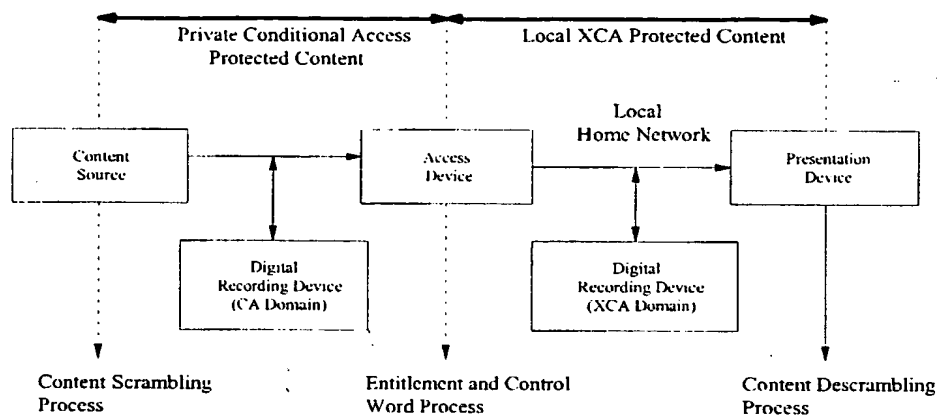 Private Conditional Access
Protected Content
Local XCA Protected Content
Local
Home Network
Content
Source
Access
Device
Presentation
Device
Digital
Recording Device
(CA Domain)
Digital
Recording Device
(XCA Domain)
Content Scrambling
Process
Entitlement and Control
Word Process
Content Descrambling
Process